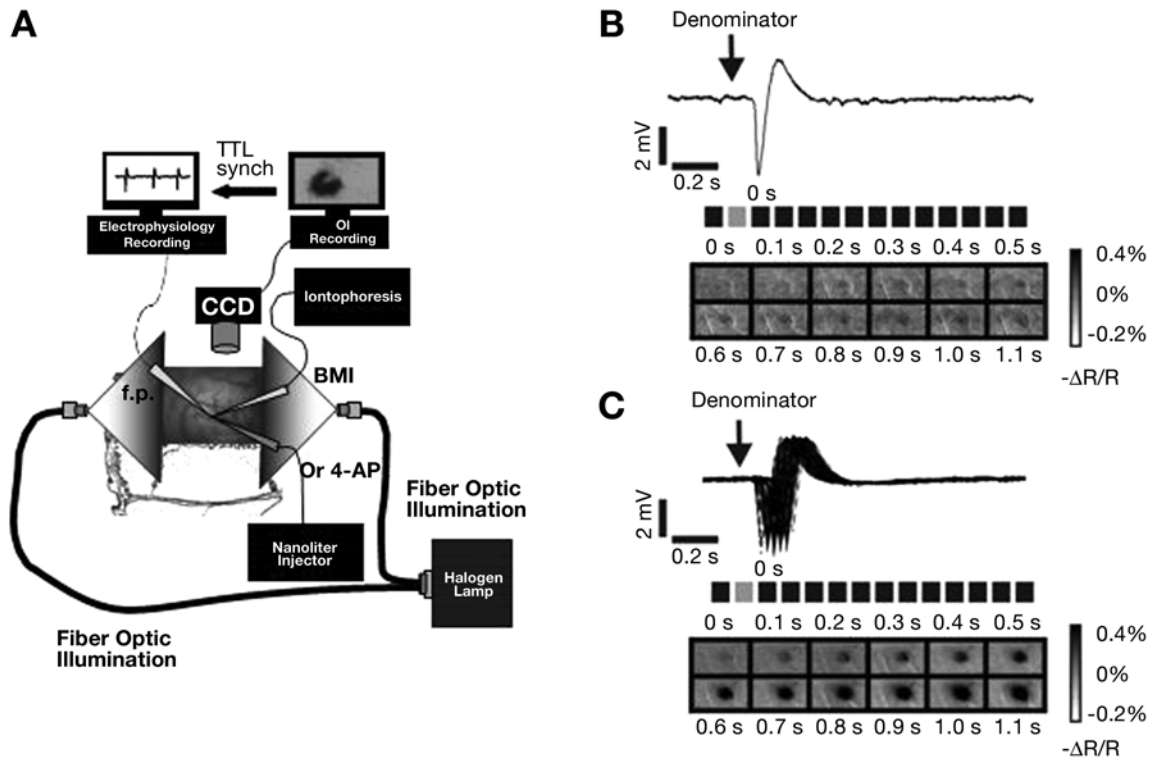 A
TTL
synch
Electrophysiology
Recording
OI
Recording
CCD
Iontophoresis
f.p.
BMI
Or 4-AP
Fiber Optic
Illumination
Nanoliter
Injector
Halogen
Lamp
Fiber Optic
Illumination
B
Denominator
2 mV
0.2 s
0 s
0 s 0.1 s 0.2 s 0.3 s 0.4 s 0.5 s
0.4%
0%
-0.2%
0.6 s 0.7 s 0.8 s 0.9 s 1.0 s 1.1 s
-ΔR/R
C
Denominator
2 mV
0.2 s
0 s
0 s 0.1 s 0.2 s 0.3 s 0.4 s 0.5 s
0.4%
0%
-0.2%
0.6 s 0.7 s 0.8 s 0.9 s 1.0 s 1.1 s
-ΔR/R